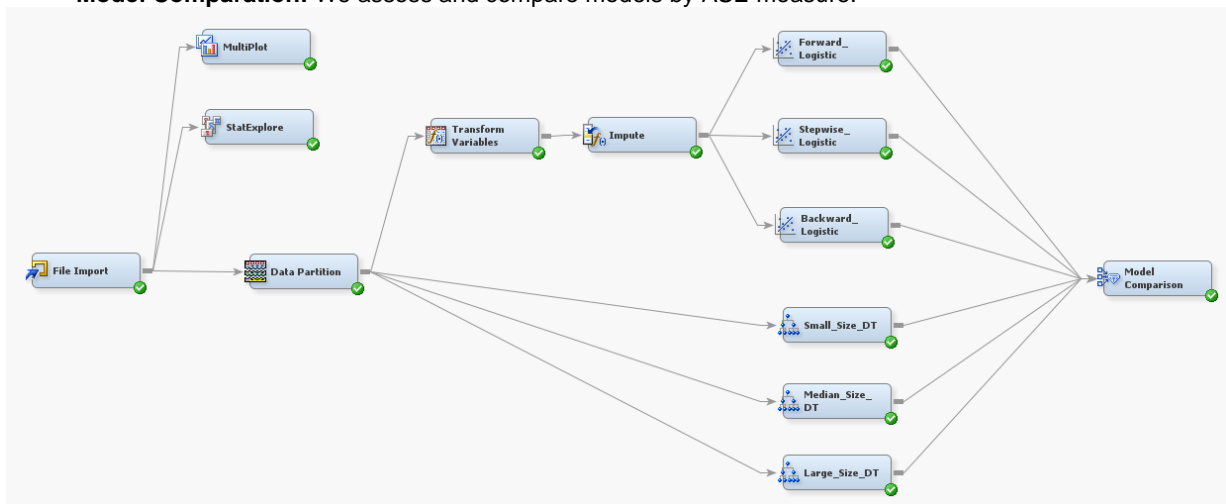 Model Comparation: We assess and compare models by ASE measure.
MultiPlot
StatExplore
Transform
Variables
Impute
Forward_
Logistic
Stepwise_
Logistic
Backward_
Logistic
File Import
Data Partition
Model
Comparison
Small_Size_DT
Median_Size_
DT
Large_Size_DT